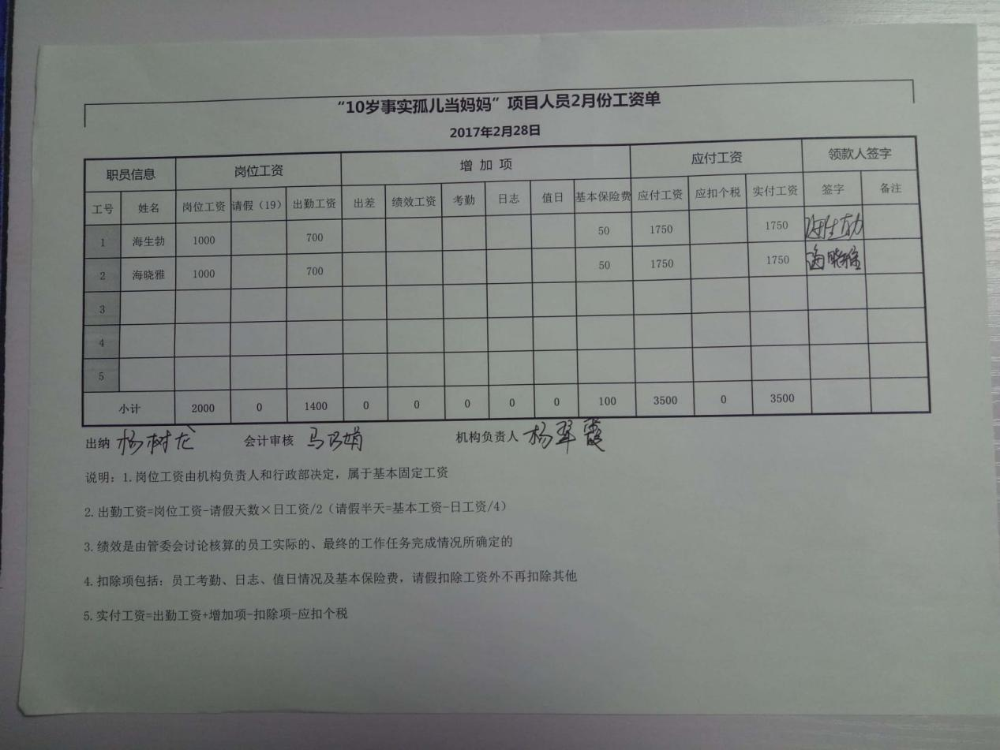 “10岁事实孤儿当妈妈”项目人员2月份工资单
2017年2月28日
职员信息 岗位工资 增加项 应付工资 领款人签字
工号 姓名 岗位工资 请假（19） 出勤工资 出差 绩效工资 考勤 日志 值日 基本保险费 应付工资 应扣个税 实付工资 签字 备注
1 海生勃 1000 700 50 1750 1750 海生勃
2 海晓雅 1000 700 50 1750 1750 海晓雅
3
4
5
小计 2000 0 1400 0 0 0 0 0 100 3500 0 3500
出纳 杨树龙 会计审核 马乃娟 机构负责人 杨翠霞
说明：1.岗位工资由机构负责人和行政部决定，属于基本固定工资
2.出勤工资=岗位工资-请假天数×日工资/2（请假半天=基本工资-日工资/4）
3.绩效是由管委会讨论核算的员工实际的、最终的工作任务完成情况所确定的
4.扣除项包括：员工考勤、日志、值日情况及基本保险费，请假扣除工资外不再扣除其他
5.实付工资=出勤工资+增加项-扣除项-应扣个税